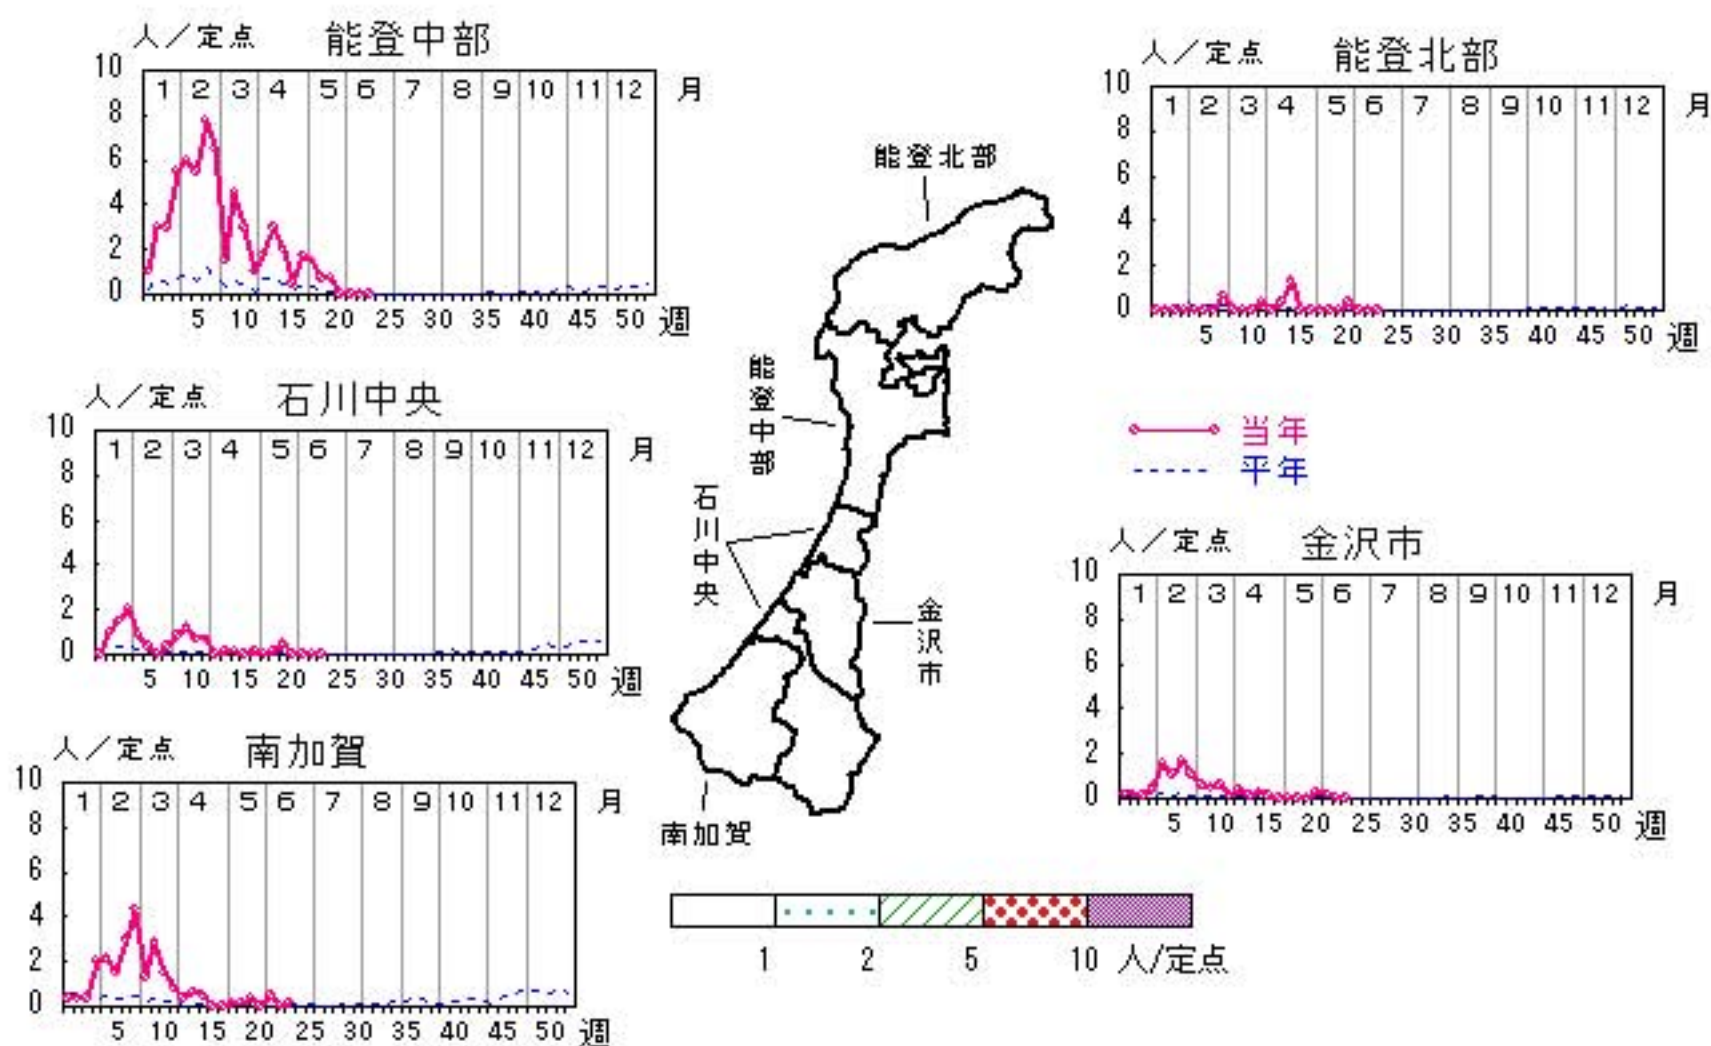 人／定点 能登中部
10 8 6 4 2 0
1 2 3 4 5 6 7 8 9 10 11 12 月
5 10 15 20 25 30 35 40 45 50 週
人／定点 能登北部
10 8 6 4 2 0
1 2 3 4 5 6 7 8 9 10 11 12 月
5 10 15 20 25 30 35 40 45 50 週
能登北部
能登中部
石川中央
金沢市
南加賀
人／定点 石川中央
10 8 6 4 2 0
1 2 3 4 5 6 7 8 9 10 11 12 月
5 10 15 20 25 30 35 40 45 50 週
当年
平年
人／定点 金沢市
10 8 6 4 2 0
1 2 3 4 5 6 7 8 9 10 11 12 月
5 10 15 20 25 30 35 40 45 50 週
人／定点 南加賀
10 8 6 4 2 0
1 2 3 4 5 6 7 8 9 10 11 12 月
5 10 15 20 25 30 35 40 45 50 週
1 2 5 10 人/定点